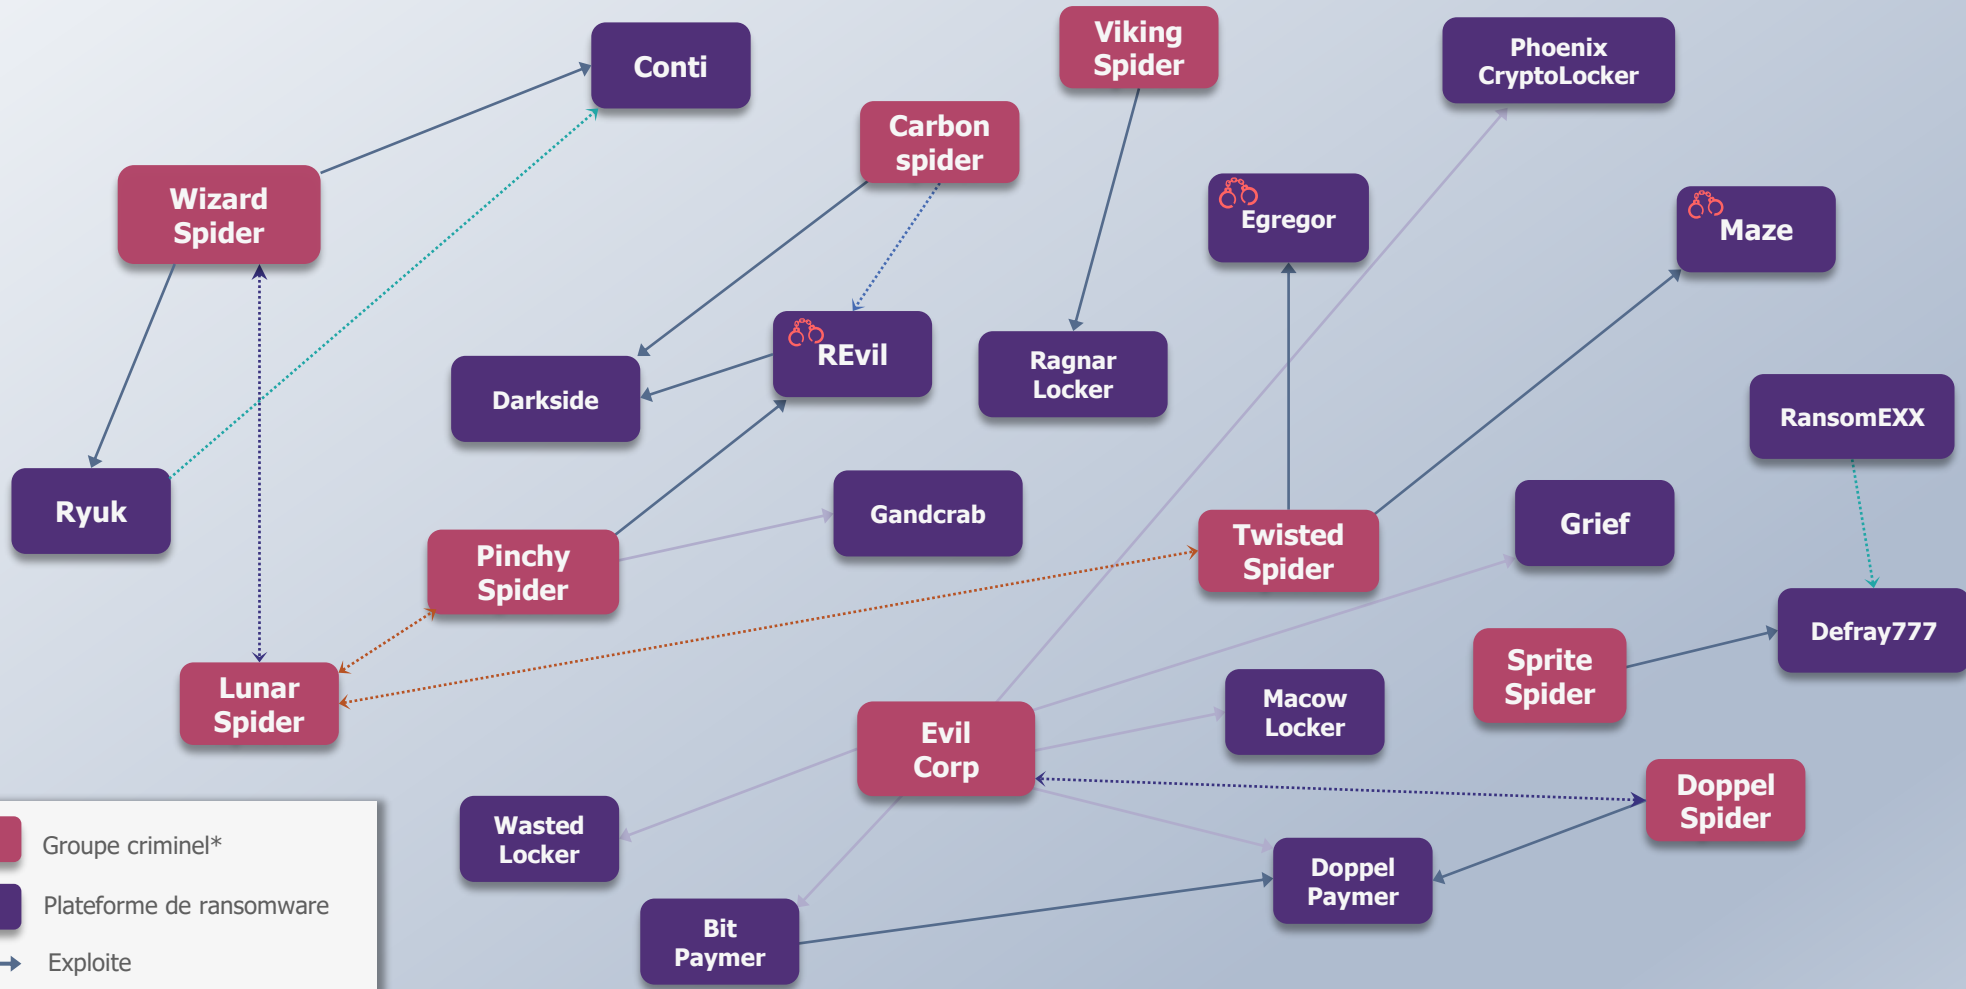 Conti
Viking
Spider
Phoenix
CryptoLocker
Carbon
spider
Wizard
Spider
Egregor
Maze
REvil
Ragnar
Locker
Darkside
RansomEXX
Ryuk
Gandcrab
Pinchy
Spider
Twisted
Spider
Grief
Defray777
Sprite
Spider
Lunar
Spider
Macow
Locker
Evil
Corp
Doppel
Spider
Wasted
Locker
Doppel
Paymer
Bit
Paymer
Groupe criminel*
Plateforme de ransomware
Exploite